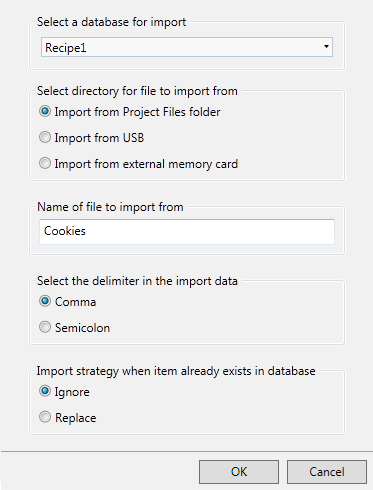 Select a database for import
Recipe1
Select directory for file to import from
Import from Project Files folder
Import from USB
Import from external memory card
Name of file to import from
Cookies
Select the delimiter in the import data
Comma
Semicolon
Import strategy when item already exists in database
Ignore
Replace
OK Cancel